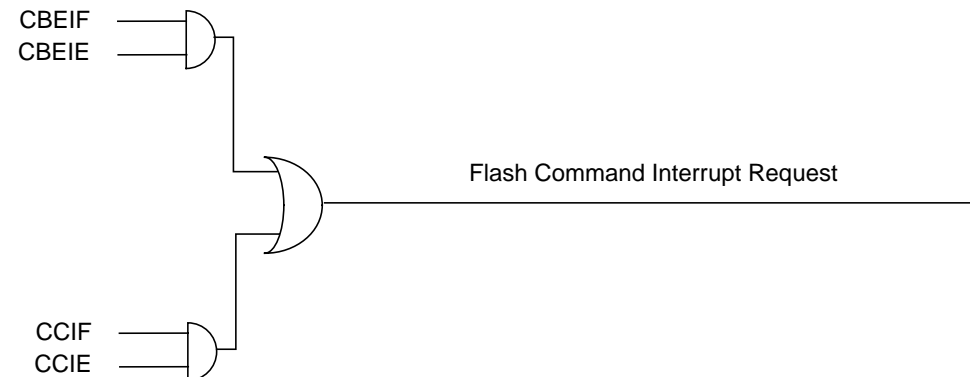 CBEIF
CBEIE
Flash Command Interrupt Request
CCIF
CCIE